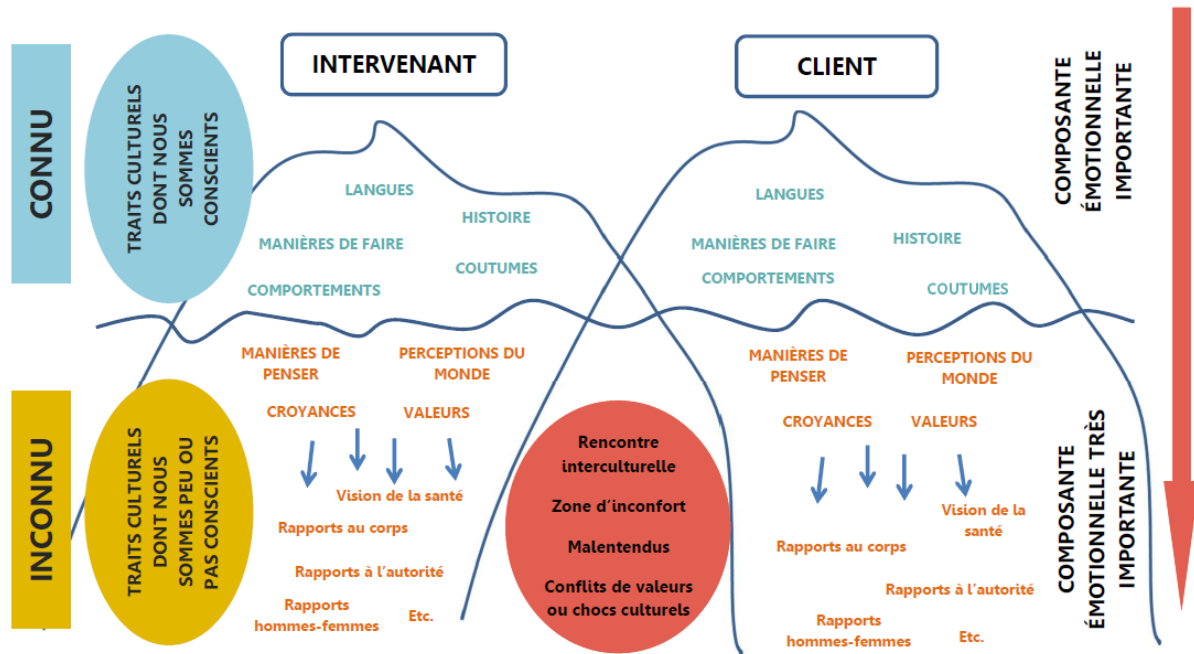 CONNU
TRAITS CULTURELS
DONT NOUS
SOMMES
CONSCIENTS
INTERVENANT
LANGUES
HISTOIRE
MANIÈRES DE FAIRE
COUTUMES
COMPORTEMENTS
CLIENT
LANGUES
HISTOIRE
MANIÈRES DE FAIRE
COMPORTEMENTS
COUTUMES
COMPOSANTE
ÉMOTIONNELLE
IMPORTANTE
INCONNU
TRAITS CULTURELS
DONT NOUS
SOMMES PEU OU
PAS CONSCIENTS
MANIÈRES DE
PENSER
PERCEPTIONS DU
MONDE
CROYANCES
VALEURS
Vision de la santé
Rapports au corps
Rapports à l’autorité
Rapports
hommes-femmes
Etc.
Rencontre
interculturelle
Zone d’inconfort
Malentendus
Conflits de valeurs
ou chocs culturels
MANIÈRES DE
PENSER
PERCEPTIONS DU
MONDE
CROYANCES
VALEURS
Vision de la
santé
Rapports au corps
Rapports à l’autorité
Rapports
hommes-femmes
Etc.
COMPOSANTE
ÉMOTIONNELLE TRÈS
IMPORTANTE